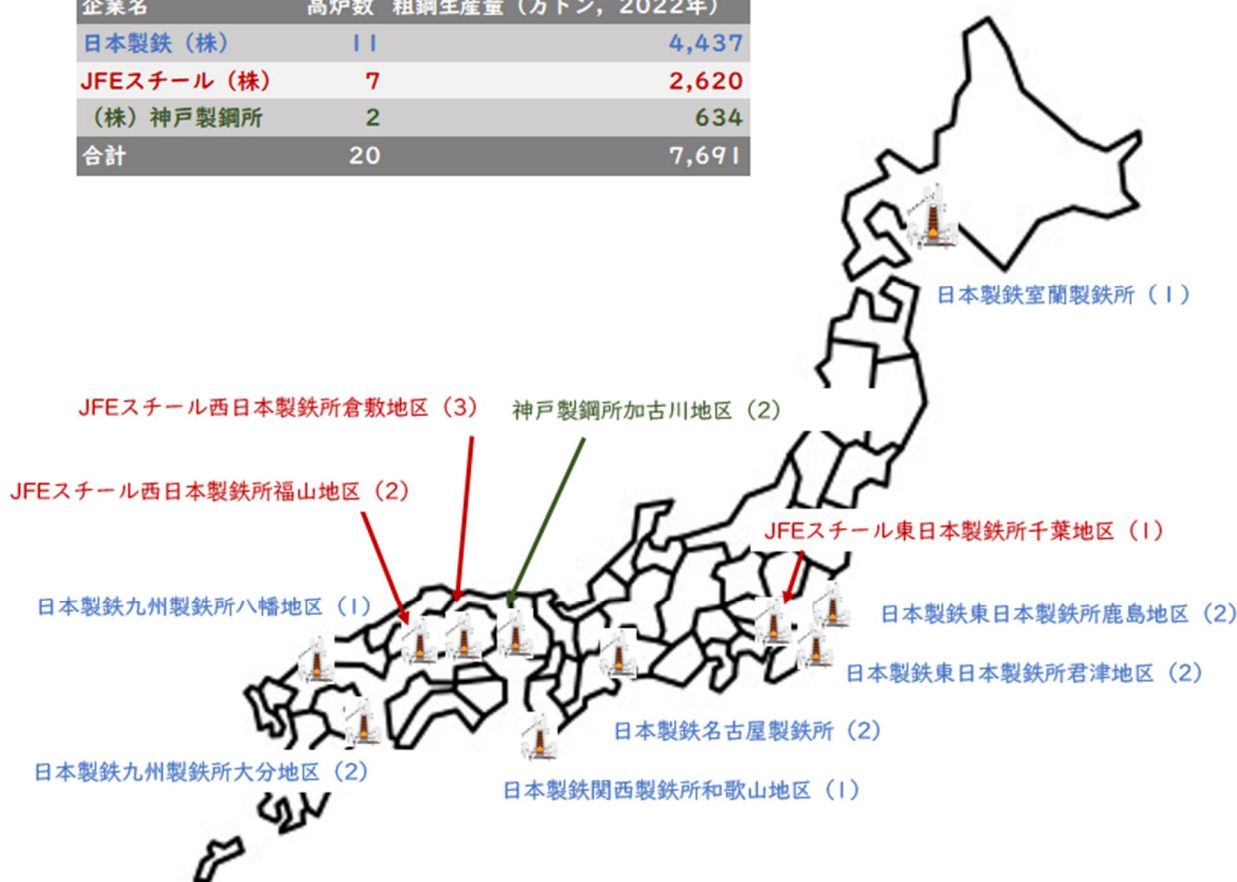 企業名 高炉数 粗鋼生産量（万トン，2022年）
日本製鉄（株） 11 4,437
JFEスチール（株） 7 2,620
（株）神戸製鋼所 2 634
合計 20 7,691
日本製鉄室蘭製鉄所（1）
JFEスチール西日本製鉄所倉敷地区（3）
神戸製鋼所加古川地区（2）
JFEスチール西日本製鉄所福山地区（2）
JFEスチール東日本製鉄所千葉地区（1）
日本製鉄九州製鉄所八幡地区（1）
日本製鉄東日本製鉄所鹿島地区（2）
日本製鉄東日本製鉄所君津地区（2）
日本製鉄名古屋製鉄所（2）
日本製鉄九州製鉄所大分地区（2）
日本製鉄関西製鉄所和歌山地区（1）